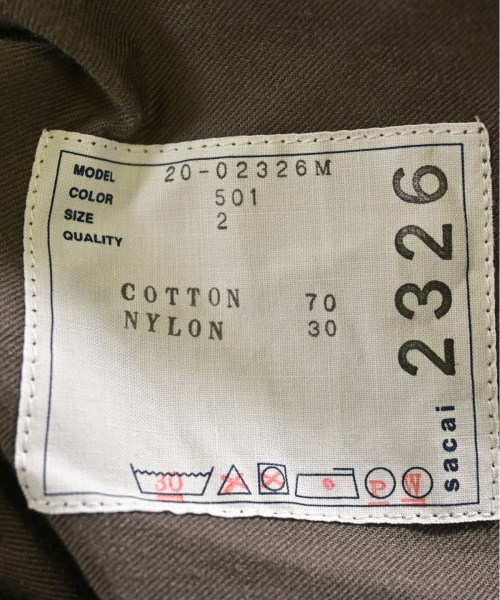 MODEL 20-02326M
COLOR 501
SIZE 2
QUALITY
COTTON 70
NYLON 30
30
P
W
sacai 2326